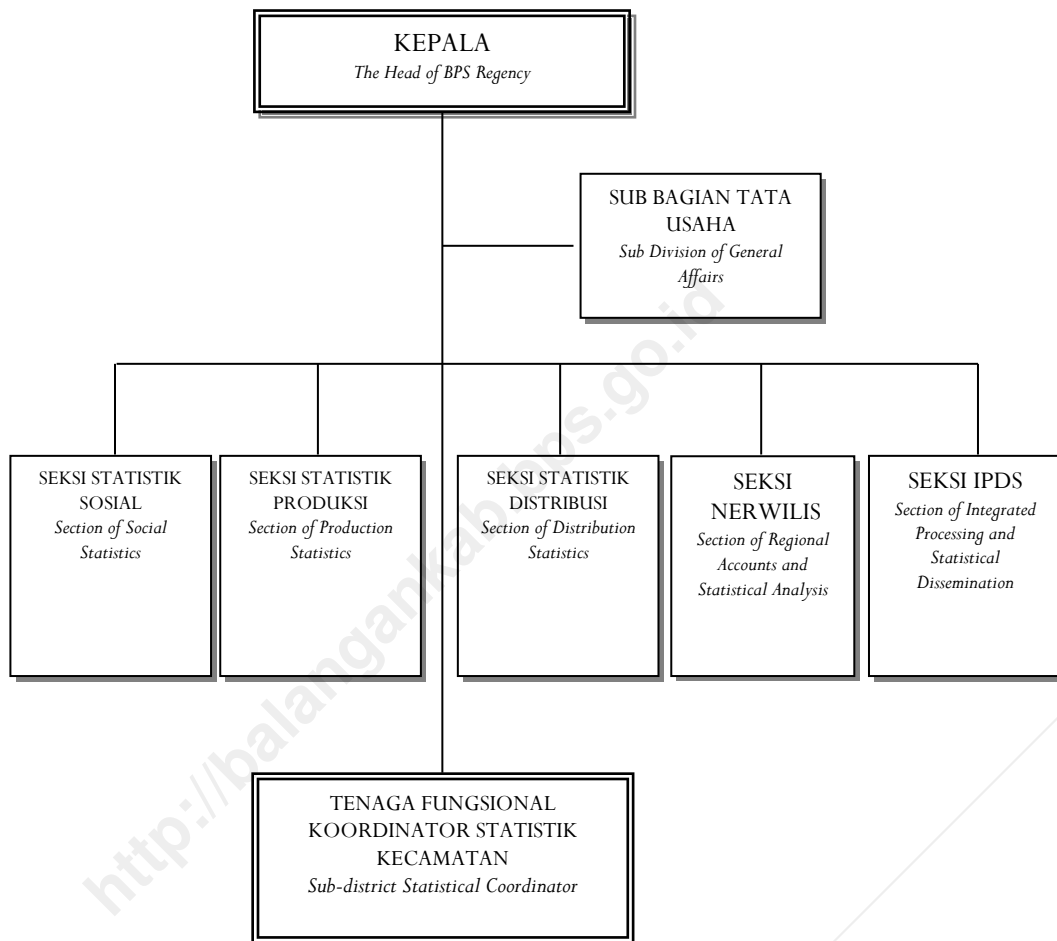 KEPALA
The Head of BPS Regency
SUB BAGIAN TATA
USAHA
Sub Division of General
Affairs
SEKSI STATISTIK
SOSIAL
Section of Social
Statistics
SEKSI STATISTIK
PRODUKSI
Section of Production
Statistics
SEKSI STATISTIK
DISTRIBUSI
Section of Distribution
Statistics
SEKSI
NERWILIS
Section of Regional
Accounts and
Statistical Analysis
SEKSI IPDS
Section of Integrated
Processing and
Statistical
Dissemination
TENAGA FUNGSIONAL
KOORDINATOR STATISTIK
KECAMATAN
Sub-district Statistical Coordinator
http://balangankab.bps.go.id